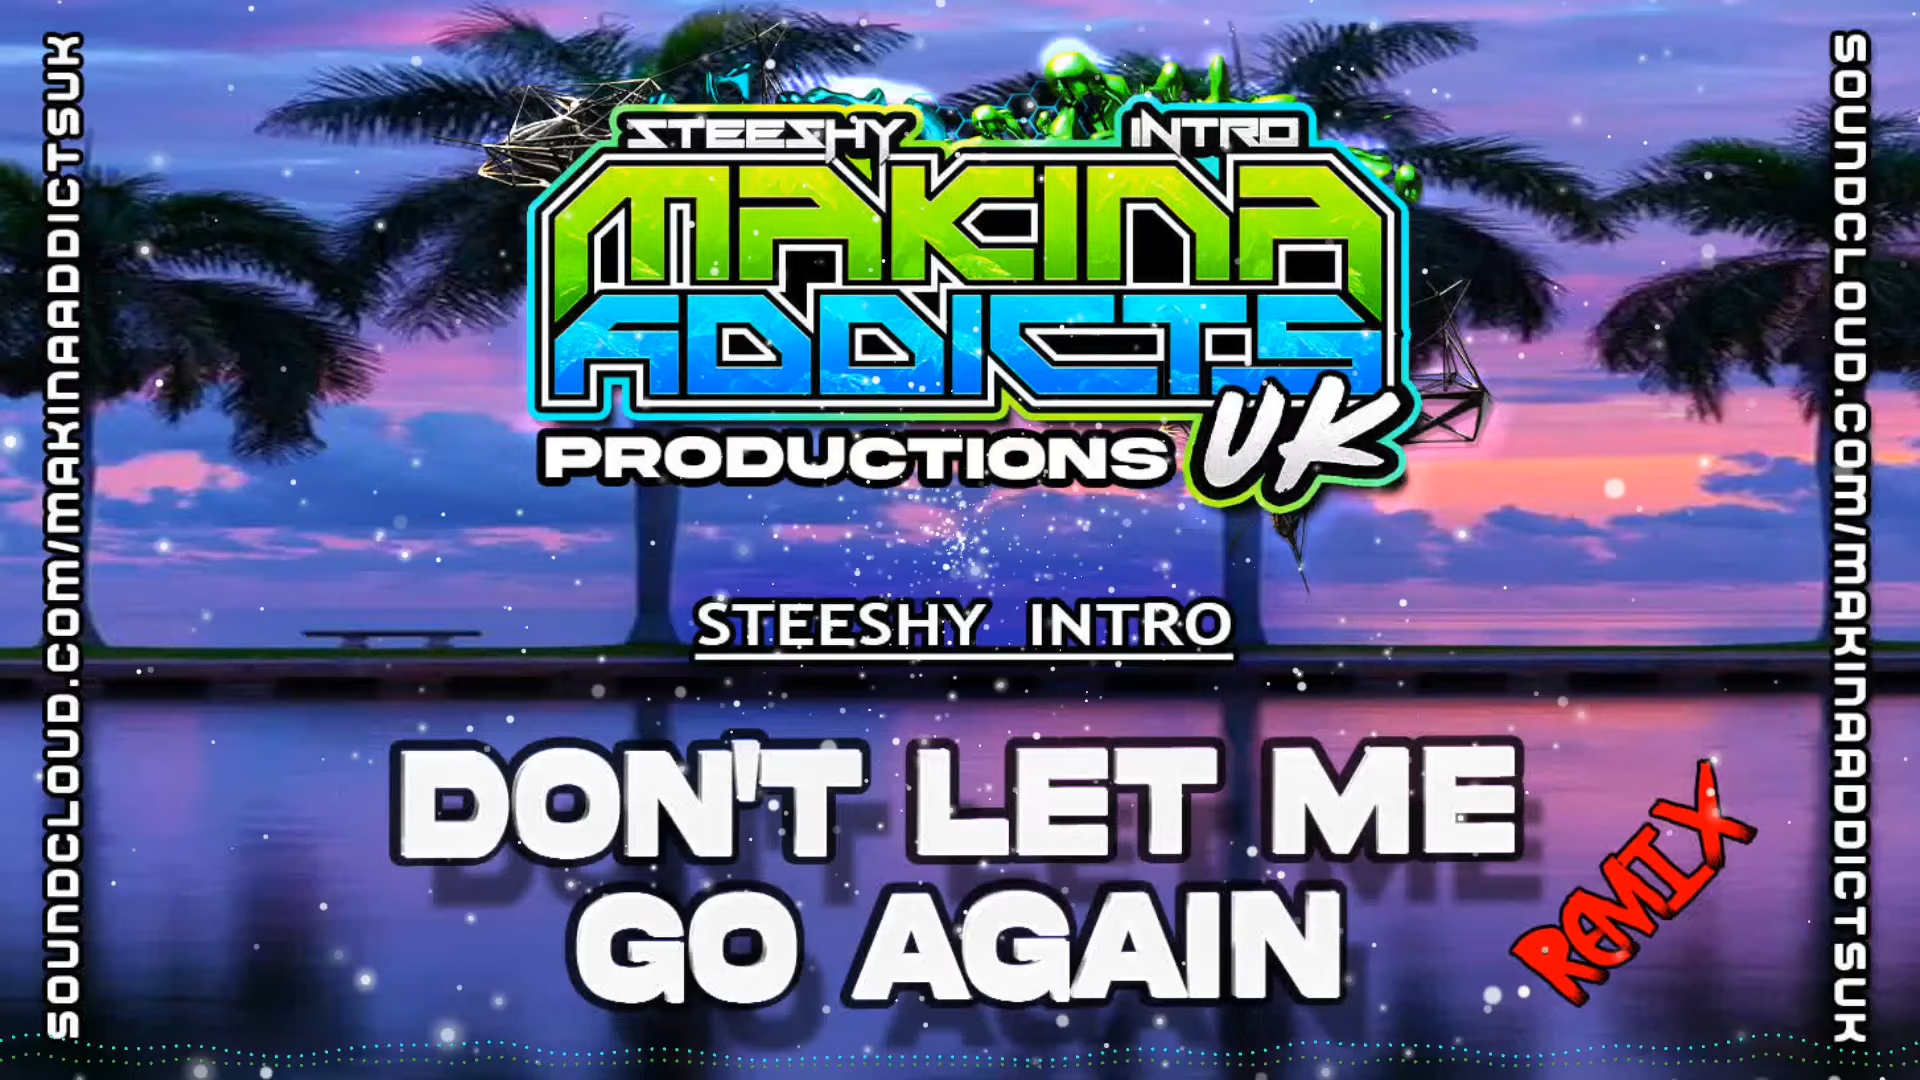 STEESHY INTRO
MAKINA
ADDICTS
UK
PRODUCTIONS
STEESHY INTRO
DON'T LET ME
GO AGAIN
REMIX
SOUNDCLOUD.COM/MAKINAADDICTSUK
SOUNDCLOUD.COM/MAKINAADDICTSUK